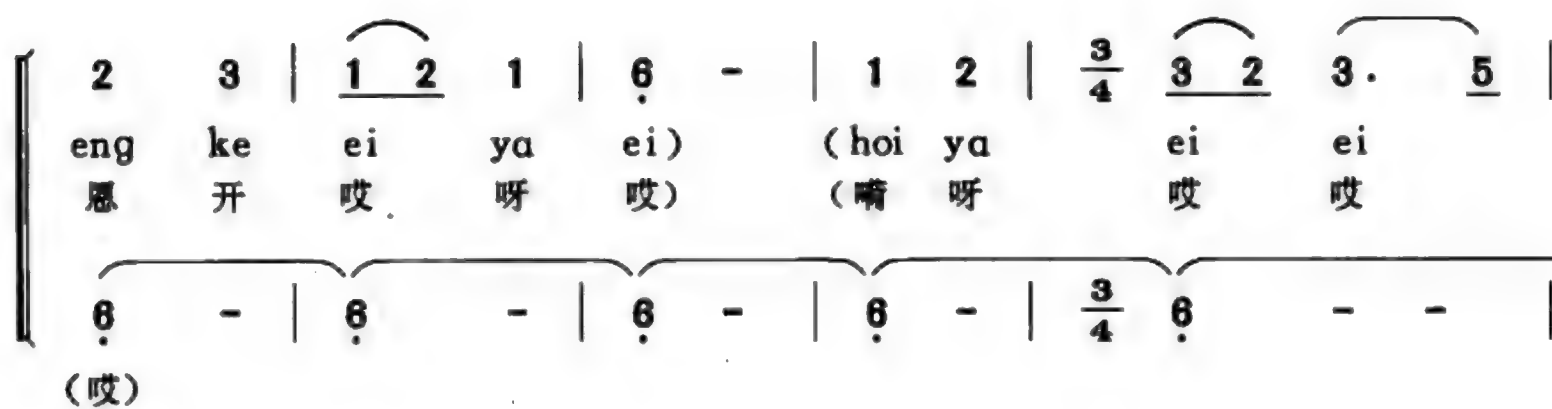 2 3 | 1 2 1 | 6̣ - | 1 2 | 3/4 3 2 3. 5 |
eng ke ei ya ei) (hoi ya ei ei
恩 开 哎 呀 哎) ( 呀 哎 哎
6̣ - | 6̣ - | 6̣ - | 6̣ - | 3/4 6̣ - - |
(哎)